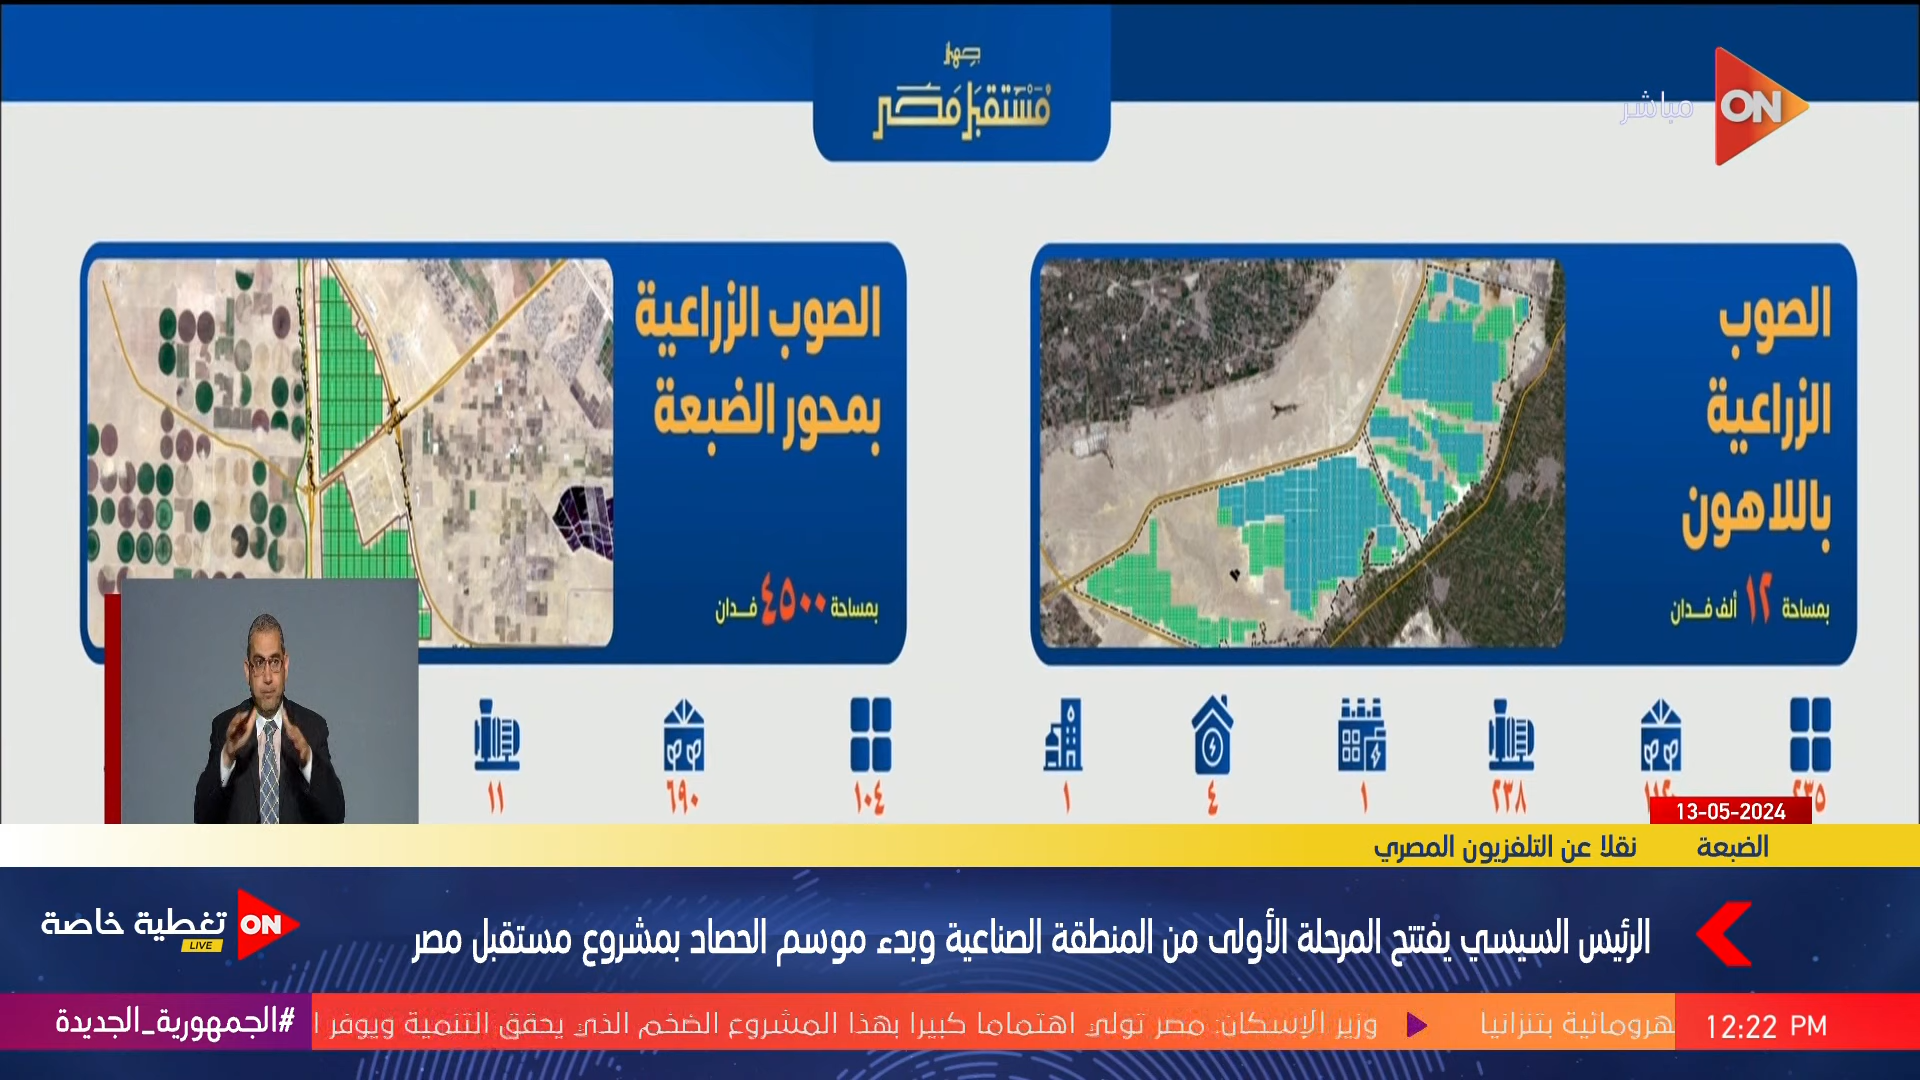 جهاز
مستقبل مصر
مباشر
ON
الصوب
الزراعية
باللاهون
بمساحة ١٢ ألف فدان
الصوب الزراعية
بمحور الضبعة
بمساحة ٤٥٠٠ فدان
٢٣٨
١
٤
١
١٠٤
٦٩٠
١١
13-05-2024
الضبعة
نقلا عن التلفزيون المصري
الرئيس السيسي يفتتح المرحلة الأولى من المنطقة الصناعية وبدء موسم الحصاد بمشروع مستقبل مصر
ON
تغطية خاصة
LIVE
12:22 PM
هرومائية بتنزانيا
وزير الإسكان: مصر تولي اهتماما كبيرا بهذا المشروع الضخم الذي يحقق التنمية ويوفر ا
#الجمهورية_الجديدة